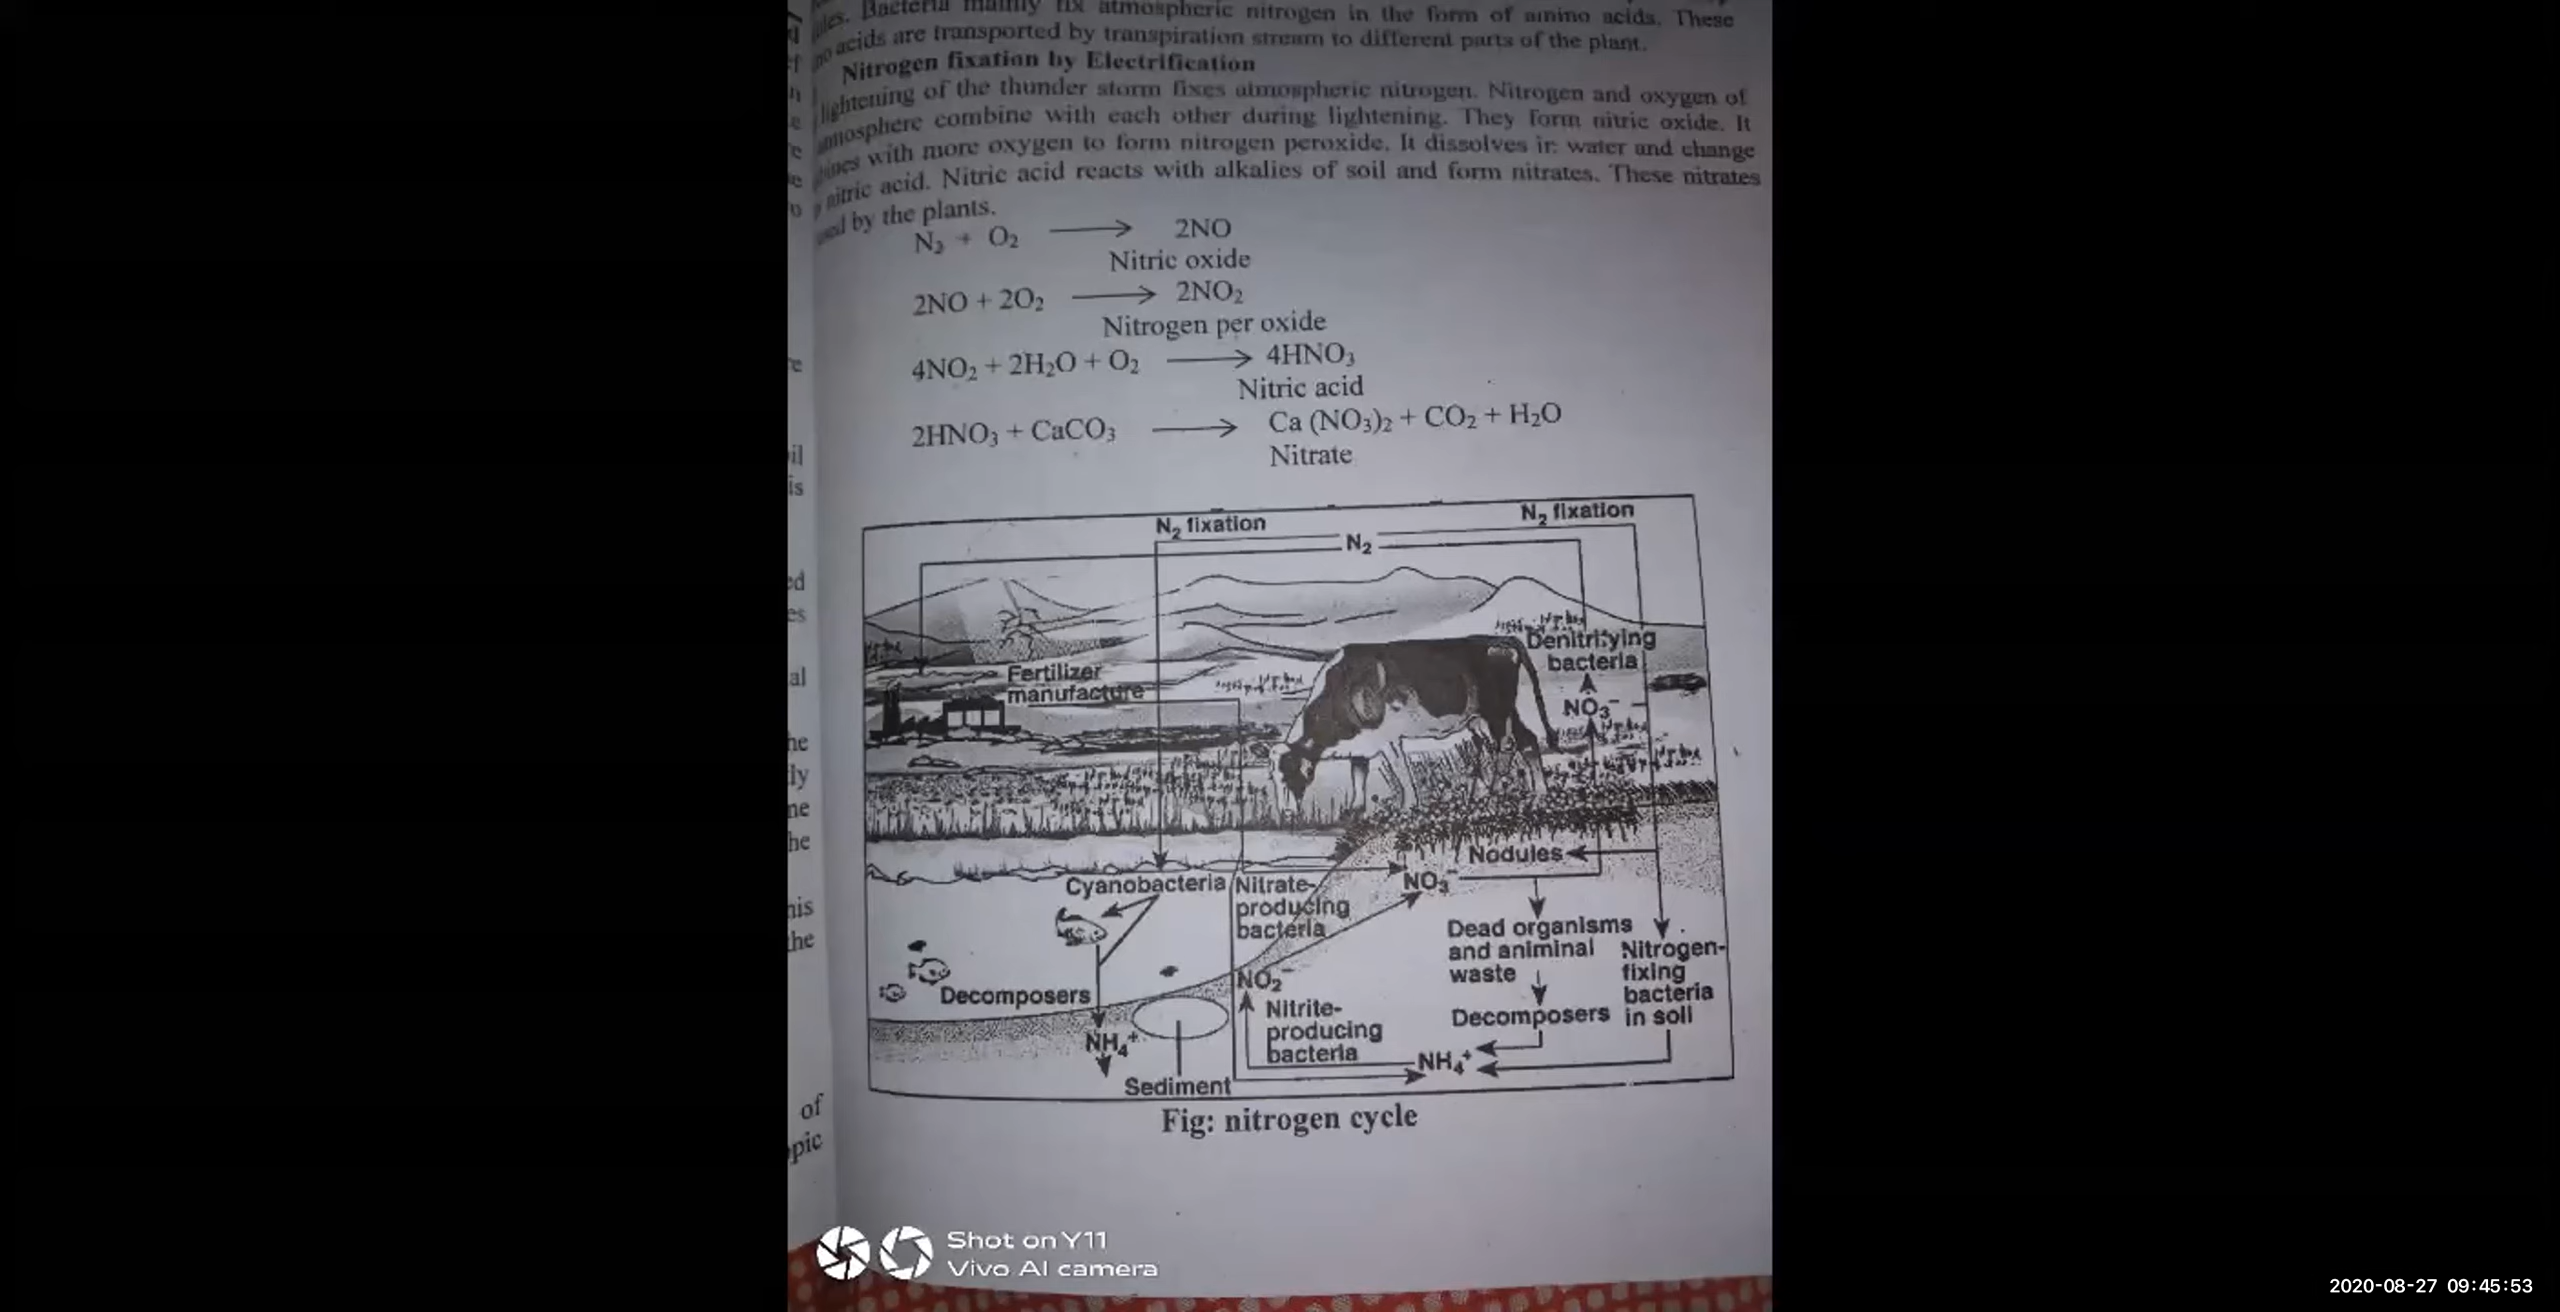 Bacteria mainly fix atmospheric nitrogen in the form of amino acids. These
acids are transported by transpiration stream to different parts of the plant.
Nitrogen fixation by Electrification
lightening of the thunder storm fixes atmospheric nitrogen. Nitrogen and oxygen of
combine with each other during lightening. They form nitric oxide. It
with more oxygen to form nitrogen peroxide. It dissolves in water and change
nitric acid. Nitric acid reacts with alkalies of soil and form nitrates. These nitrates
by the plants.
N₂ + O₂ ⟶ 2NO
Nitric oxide
2NO + 2O₂ ⟶ 2NO₂
Nitrogen per oxide
4NO₂ + 2H₂O + O₂ ⟶ 4HNO₃
Nitric acid
2HNO₃ + CaCO₃ ⟶ Ca (NO₃)₂ + CO₂ + H₂O
Nitrate
N₂ fixation
N₂ fixation
N₂
Denitrifying
bacteria
Fertilizer
manufacture
NO₃⁻
Nodules
Cyanobacteria
Nitrate-
producing
bacteria
NO₃⁻
Dead organisms
and animinal
waste
Nitrogen-
fixing
bacteria
in soil
NO₂⁻
Decomposers
Nitrite-
producing
bacteria
Decomposers
NH₄⁺
NH₄⁺
Sediment
Fig: nitrogen cycle
of
Shot on Y11
Vivo AI camera
2020-08-27 09:45:53